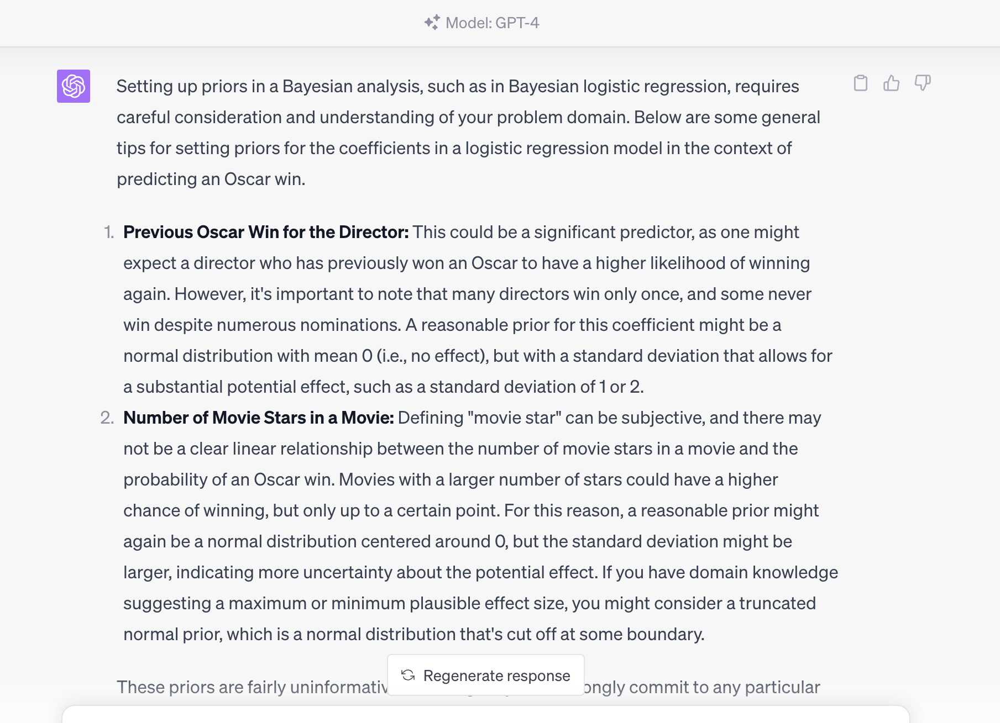 Model: GPT-4
Setting up priors in a Bayesian analysis, such as in Bayesian logistic regression, requires
careful consideration and understanding of your problem domain. Below are some general
tips for setting priors for the coefficients in a logistic regression model in the context of
predicting an Oscar win.
1. Previous Oscar Win for the Director: This could be a significant predictor, as one might
expect a director who has previously won an Oscar to have a higher likelihood of winning
again. However, it's important to note that many directors win only once, and some never
win despite numerous nominations. A reasonable prior for this coefficient might be a
normal distribution with mean 0 (i.e., no effect), but with a standard deviation that allows for
a substantial potential effect, such as a standard deviation of 1 or 2.
2. Number of Movie Stars in a Movie: Defining "movie star" can be subjective, and there may
not be a clear linear relationship between the number of movie stars in a movie and the
probability of an Oscar win. Movies with a larger number of stars could have a higher
chance of winning, but only up to a certain point. For this reason, a reasonable prior might
again be a normal distribution centered around 0, but the standard deviation might be
larger, indicating more uncertainty about the potential effect. If you have domain knowledge
suggesting a maximum or minimum plausible effect size, you might consider a truncated
normal prior, which is a normal distribution that's cut off at some boundary.
These priors are fairly commit to any particular
Regenerate response